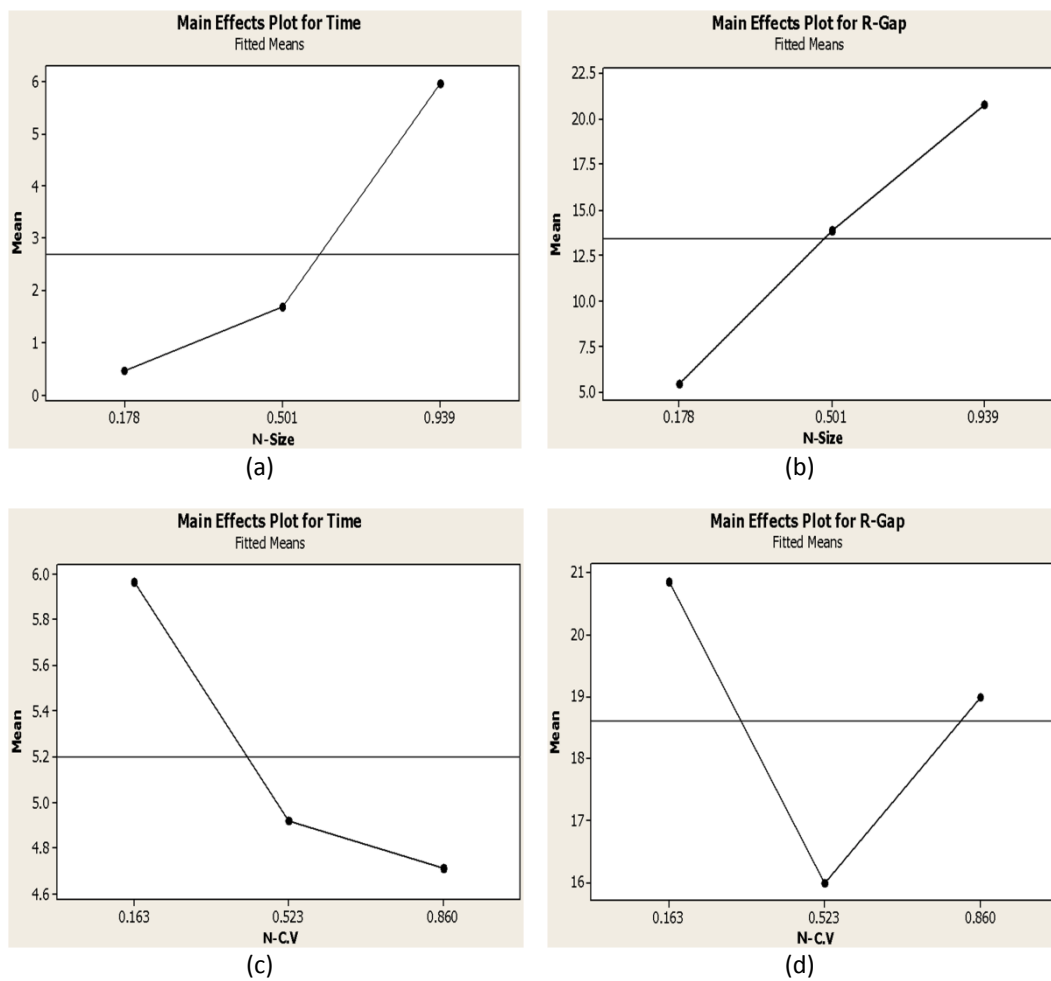 Main Effects Plot for Time
Fitted Means
6
5
4
3
2
1
0
Mean
0.178 0.501 0.939
N-Size
(a)
Main Effects Plot for R-Gap
Fitted Means
22.5
20.0
17.5
15.0
12.5
10.0
7.5
5.0
Mean
0.178 0.501 0.939
N-Size
(b)
Main Effects Plot for Time
Fitted Means
6.0
5.8
5.6
5.4
5.2
5.0
4.8
4.6
Mean
0.163 0.523 0.860
N-C.V
(c)
Main Effects Plot for R-Gap
Fitted Means
21
20
19
18
17
16
Mean
0.163 0.523 0.860
N-C.V
(d)